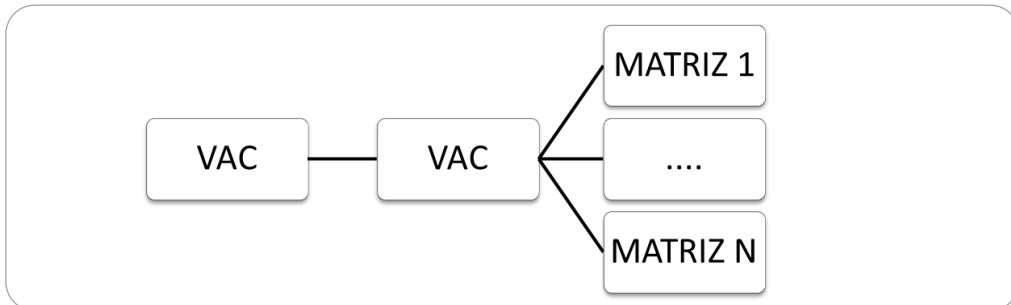 VAC
VAC
MATRIZ 1
....
MATRIZ N